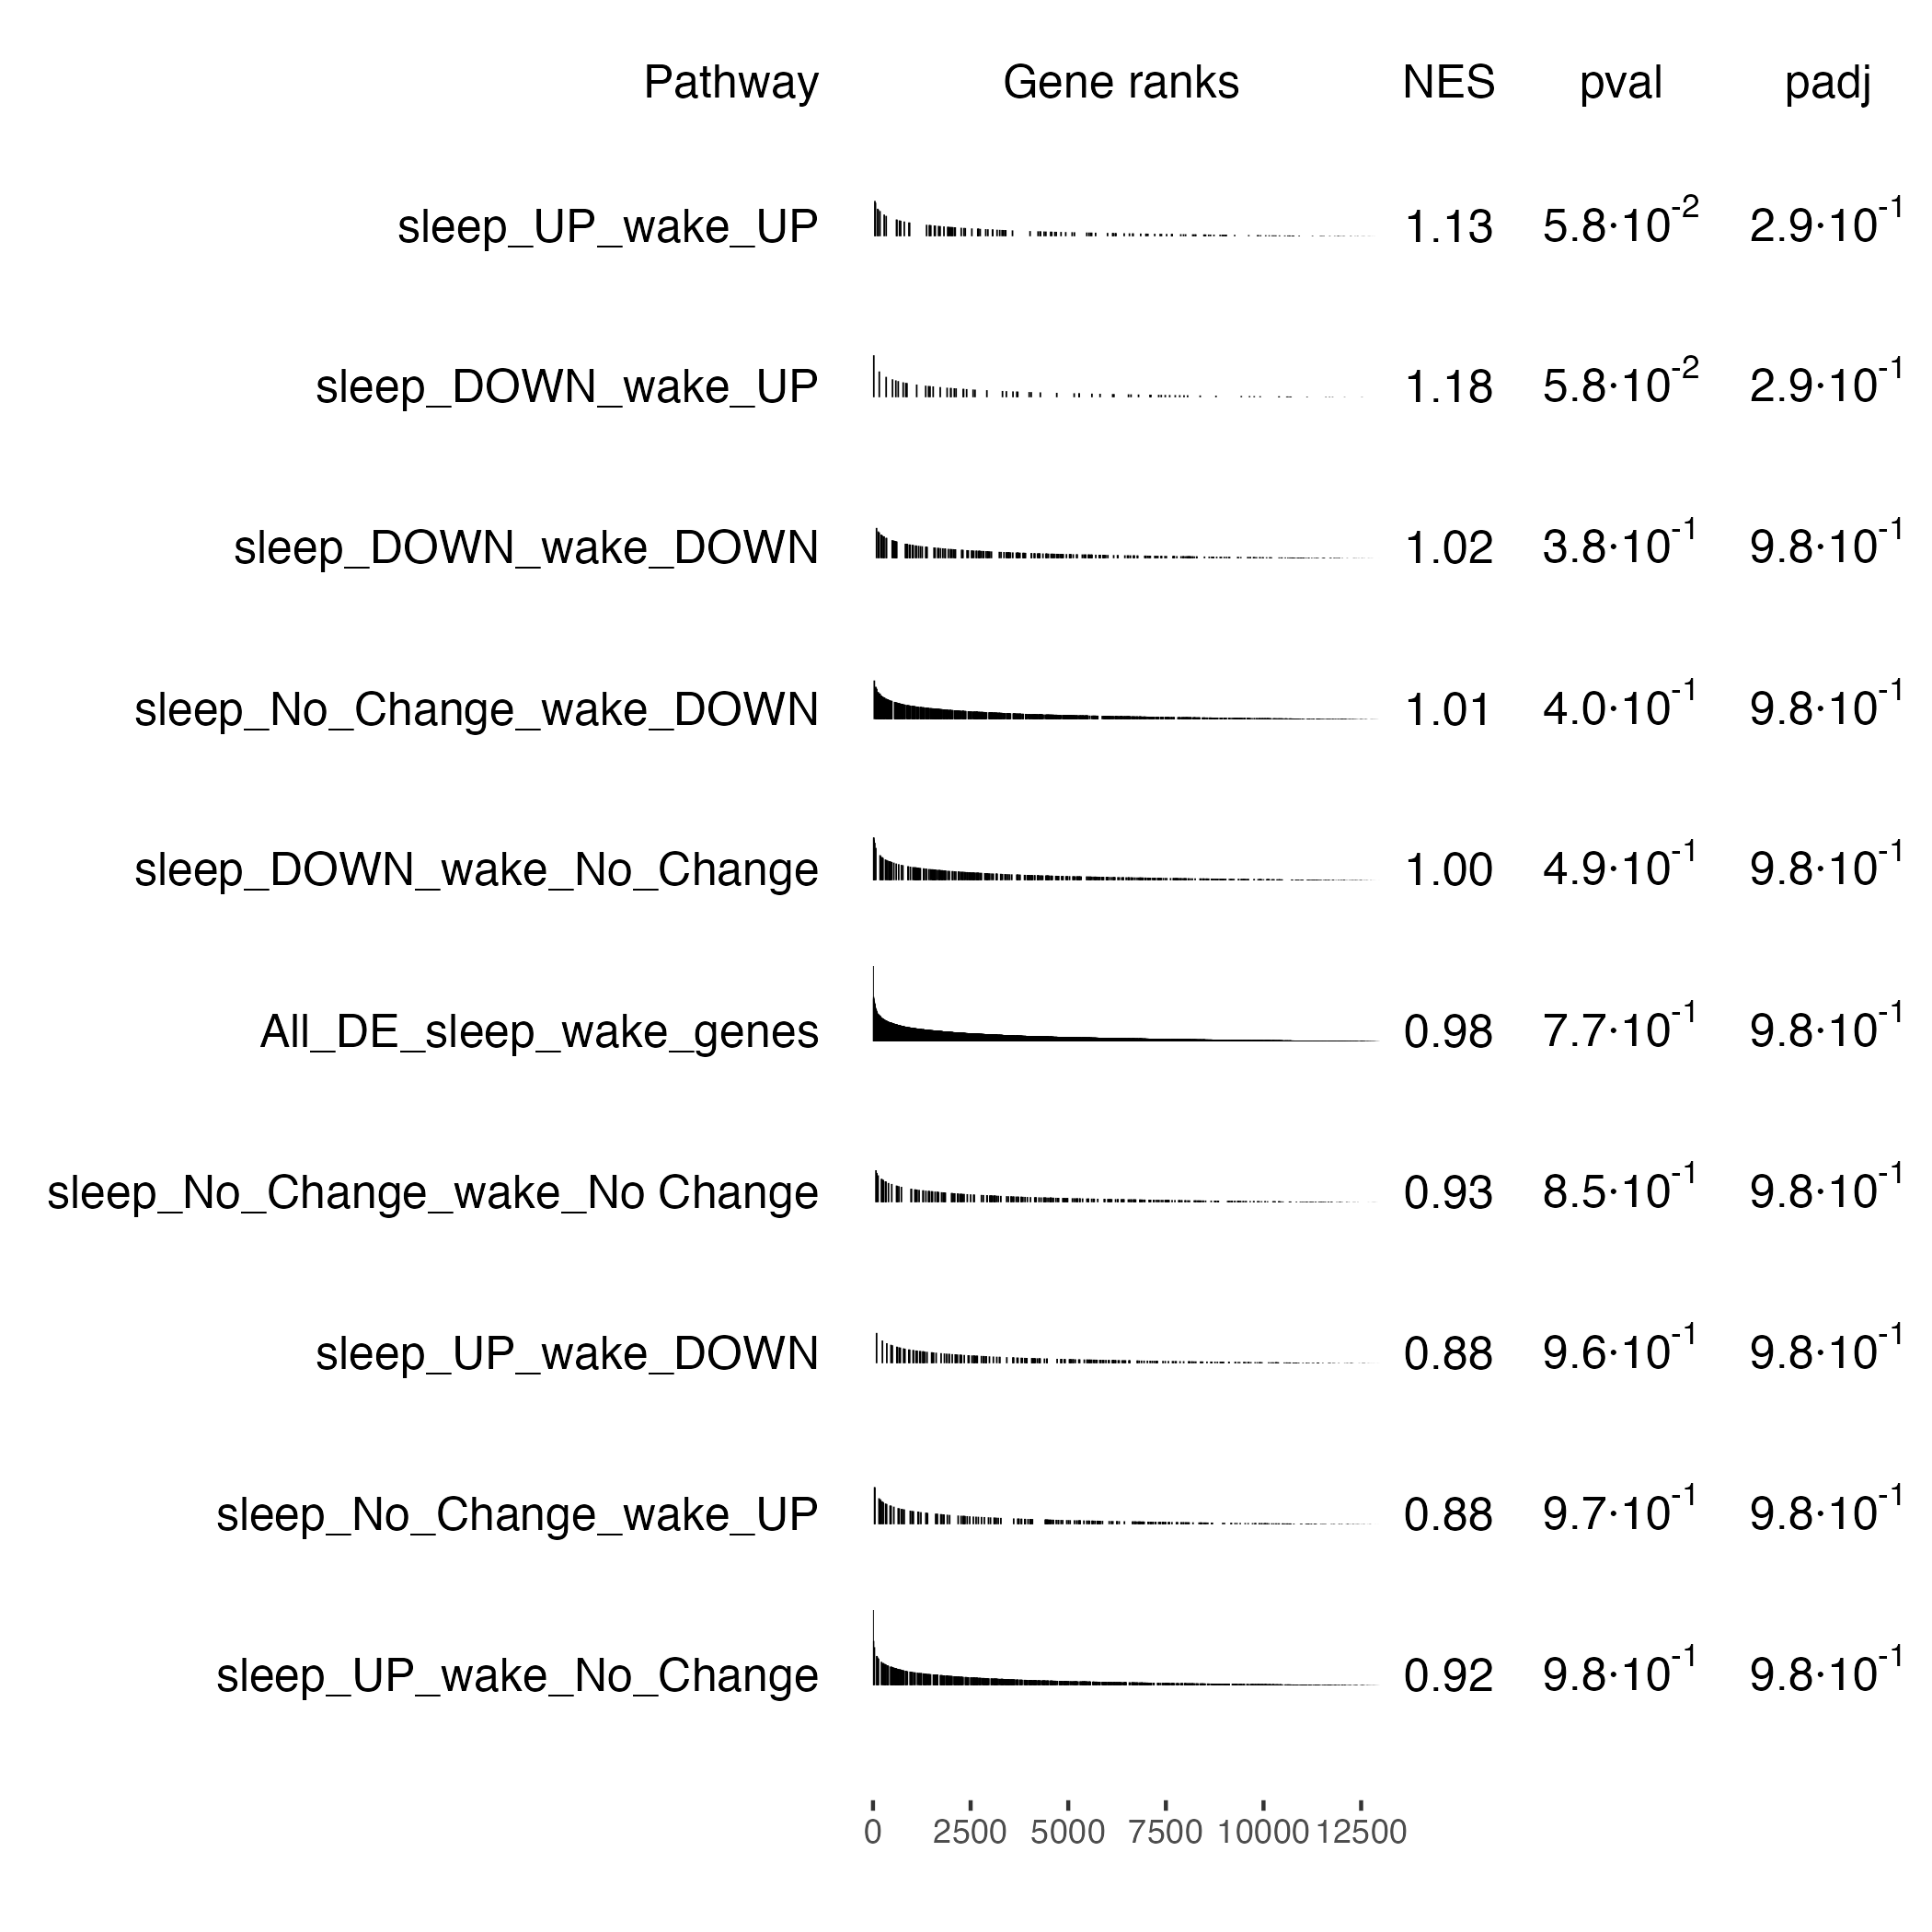 Pathway Gene ranks NES pval padj
sleep_UP_wake_UP 1.13 5.8·10⁻² 2.9·10⁻¹
sleep_DOWN_wake_UP 1.18 5.8·10⁻² 2.9·10⁻¹
sleep_DOWN_wake_DOWN 1.02 3.8·10⁻¹ 9.8·10⁻¹
sleep_No_Change_wake_DOWN 1.01 4.0·10⁻¹ 9.8·10⁻¹
sleep_DOWN_wake_No_Change 1.00 4.9·10⁻¹ 9.8·10⁻¹
All_DE_sleep_wake_genes 0.98 7.7·10⁻¹ 9.8·10⁻¹
sleep_No_Change_wake_No Change 0.93 8.5·10⁻¹ 9.8·10⁻¹
sleep_UP_wake_DOWN 0.88 9.6·10⁻¹ 9.8·10⁻¹
sleep_No_Change_wake_UP 0.88 9.7·10⁻¹ 9.8·10⁻¹
sleep_UP_wake_No_Change 0.92 9.8·10⁻¹ 9.8·10⁻¹
0 2500 5000 7500 10000 12500